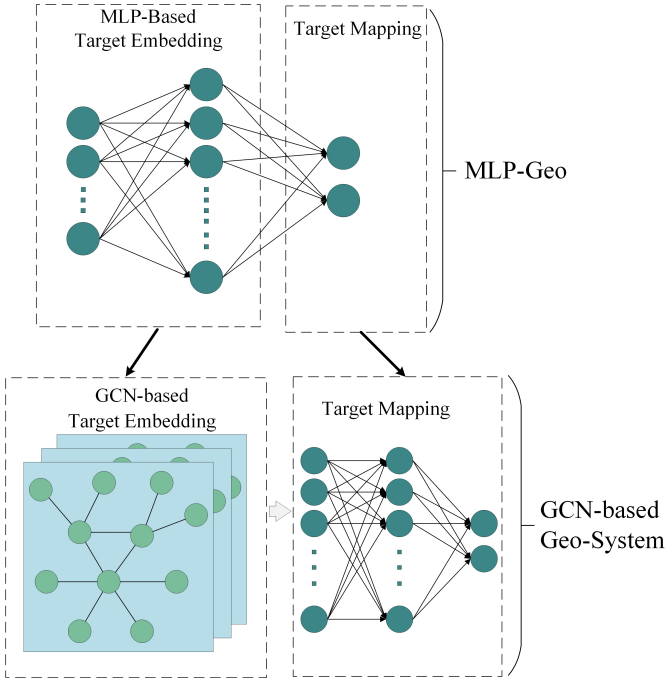 MLP-Based
Target Embedding
Target Mapping
MLP-Geo
GCN-based
Target Embedding
Target Mapping
GCN-based
Geo-System